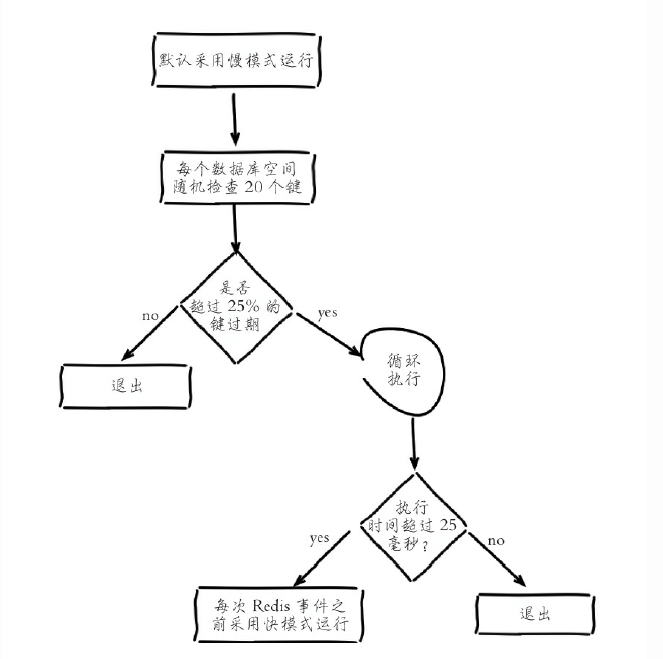 默认采用慢模式运行
每个数据库空间
随机检查 20 个键
是否
超过 25% 的
键过期
no
yes
退出
循环
执行
执行
时间超过 25
毫秒?
yes
no
每次 Redis 事件之
前采用快模式运行
退出